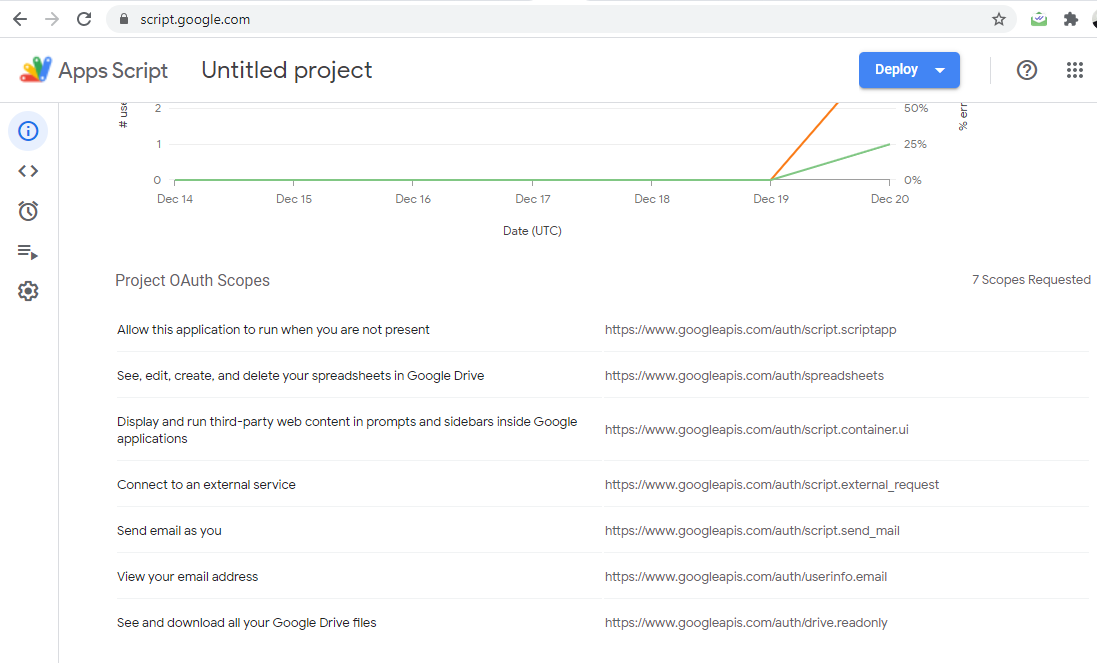 script.google.com
Apps Script
Untitled project
Deploy
# use
2
1
0
50%
25%
0%
% err
Dec 14
Dec 15
Dec 16
Dec 17
Dec 18
Dec 19
Dec 20
Date (UTC)
Project OAuth Scopes
7 Scopes Requested
Allow this application to run when you are not present
https://www.googleapis.com/auth/script.scriptapp
See, edit, create, and delete your spreadsheets in Google Drive
https://www.googleapis.com/auth/spreadsheets
Display and run third-party web content in prompts and sidebars inside Google
applications
https://www.googleapis.com/auth/script.container.ui
Connect to an external service
https://www.googleapis.com/auth/script.external_request
Send email as you
https://www.googleapis.com/auth/script.send_mail
View your email address
https://www.googleapis.com/auth/userinfo.email
See and download all your Google Drive files
https://www.googleapis.com/auth/drive.readonly